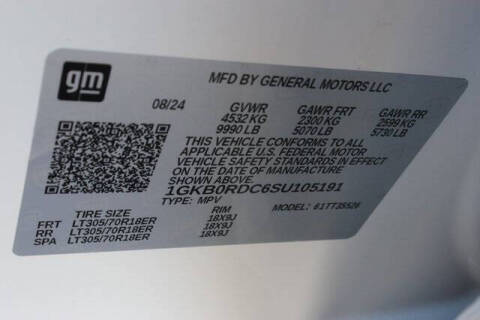 gm
MFD BY GENERAL MOTORS LLC
08/24 GVWR GAWR FRT GAWR RR
4532 KG 2300 KG 2599 KG
9990 LB 5070 LB 5730 LB
THIS VEHICLE CONFORMS TO ALL
APPLICABLE U.S. FEDERAL MOTOR
VEHICLE SAFETY STANDARDS IN EFFECT
ON THE DATE OF MANUFACTURE
SHOWN ABOVE.
1GKB0RDC6SU105191
TYPE: MPV MODEL: 61TT35526
TIRE SIZE RIM
FRT LT305/70R18ER 18X9J
RR LT305/70R18ER 18X9J
SPA LT305/70R18ER 18X9J